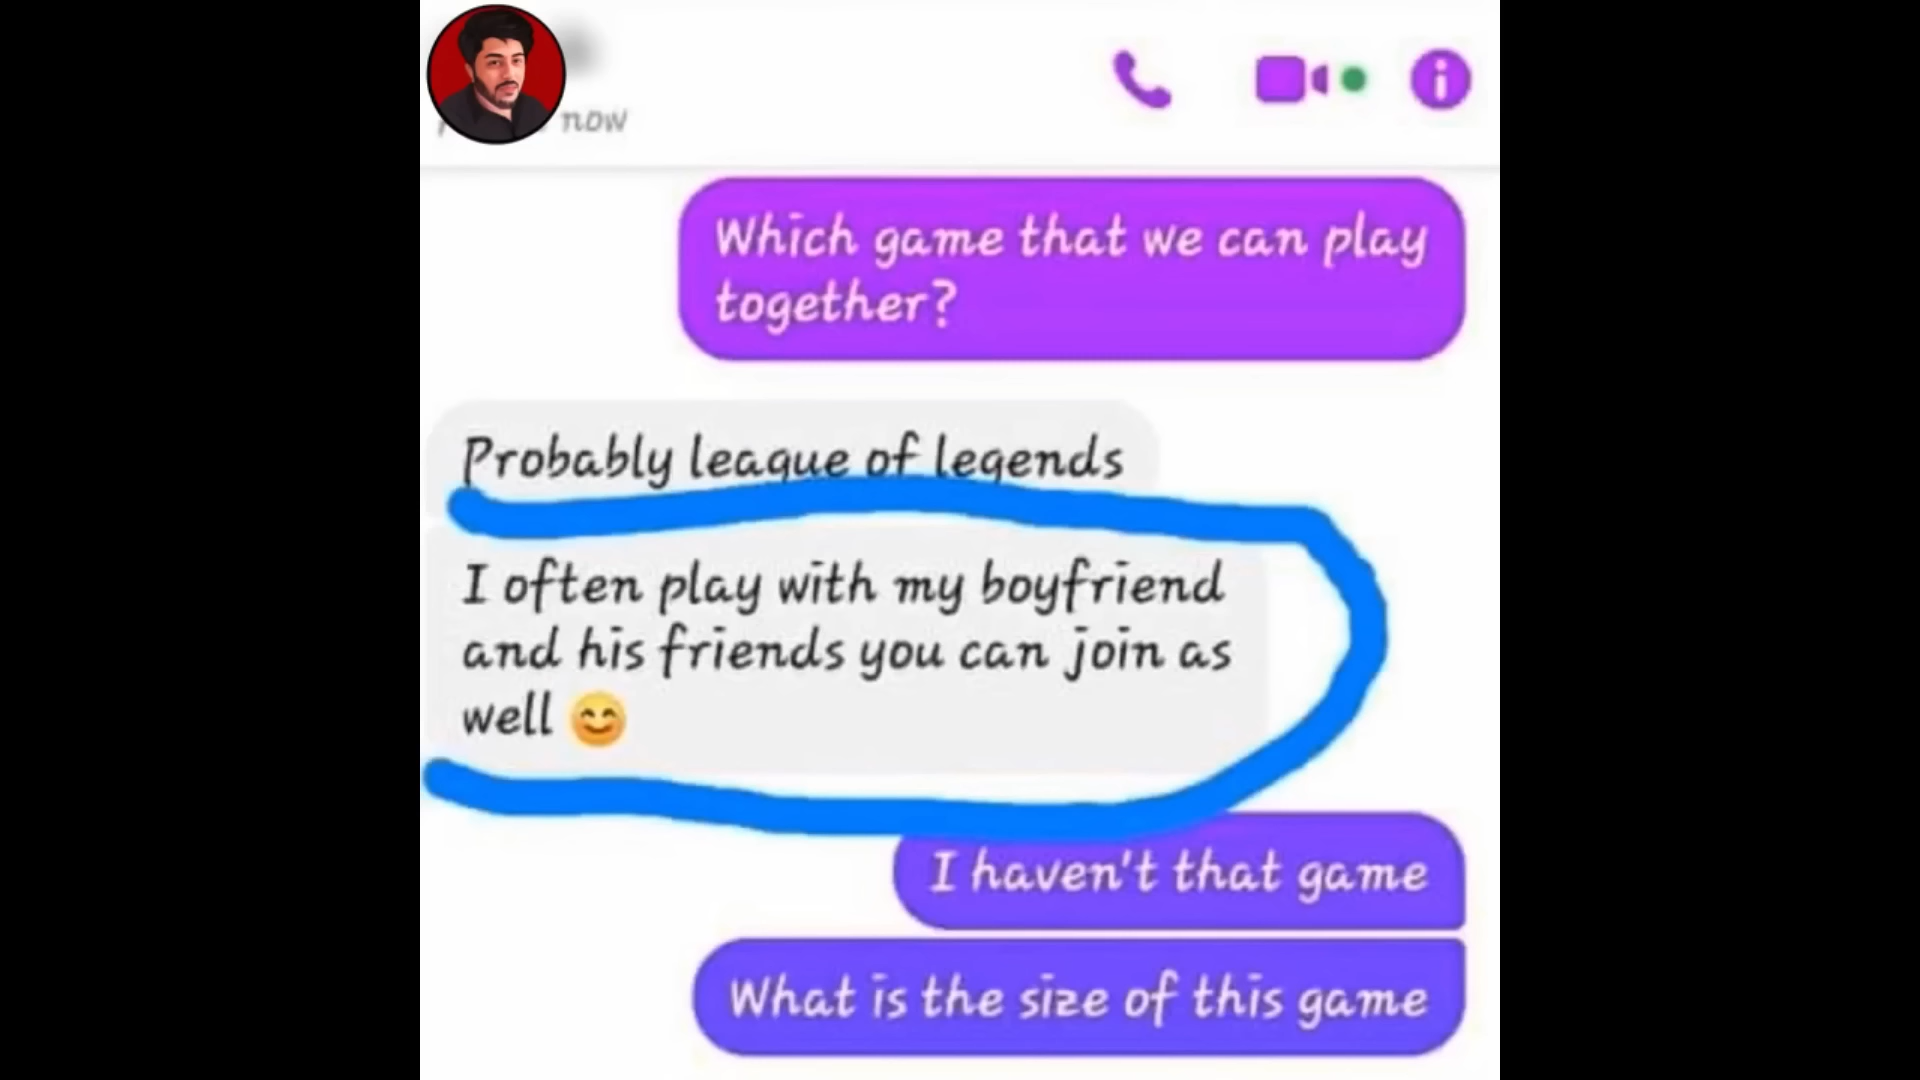 now
Which game that we can play
together?
Probably league of legends
I often play with my boyfriend
and his friends you can join as
well 😊
I haven't that game
What is the size of this game